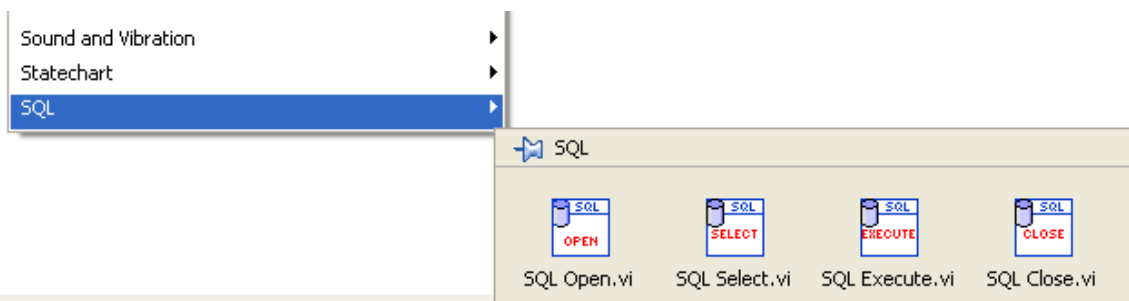 Sound and Vibration
Statechart
SQL
SQL
SQL SQL SQL SQL
OPEN SELECT EXECUTE CLOSE
SQL Open.vi SQL Select.vi SQL Execute.vi SQL Close.vi